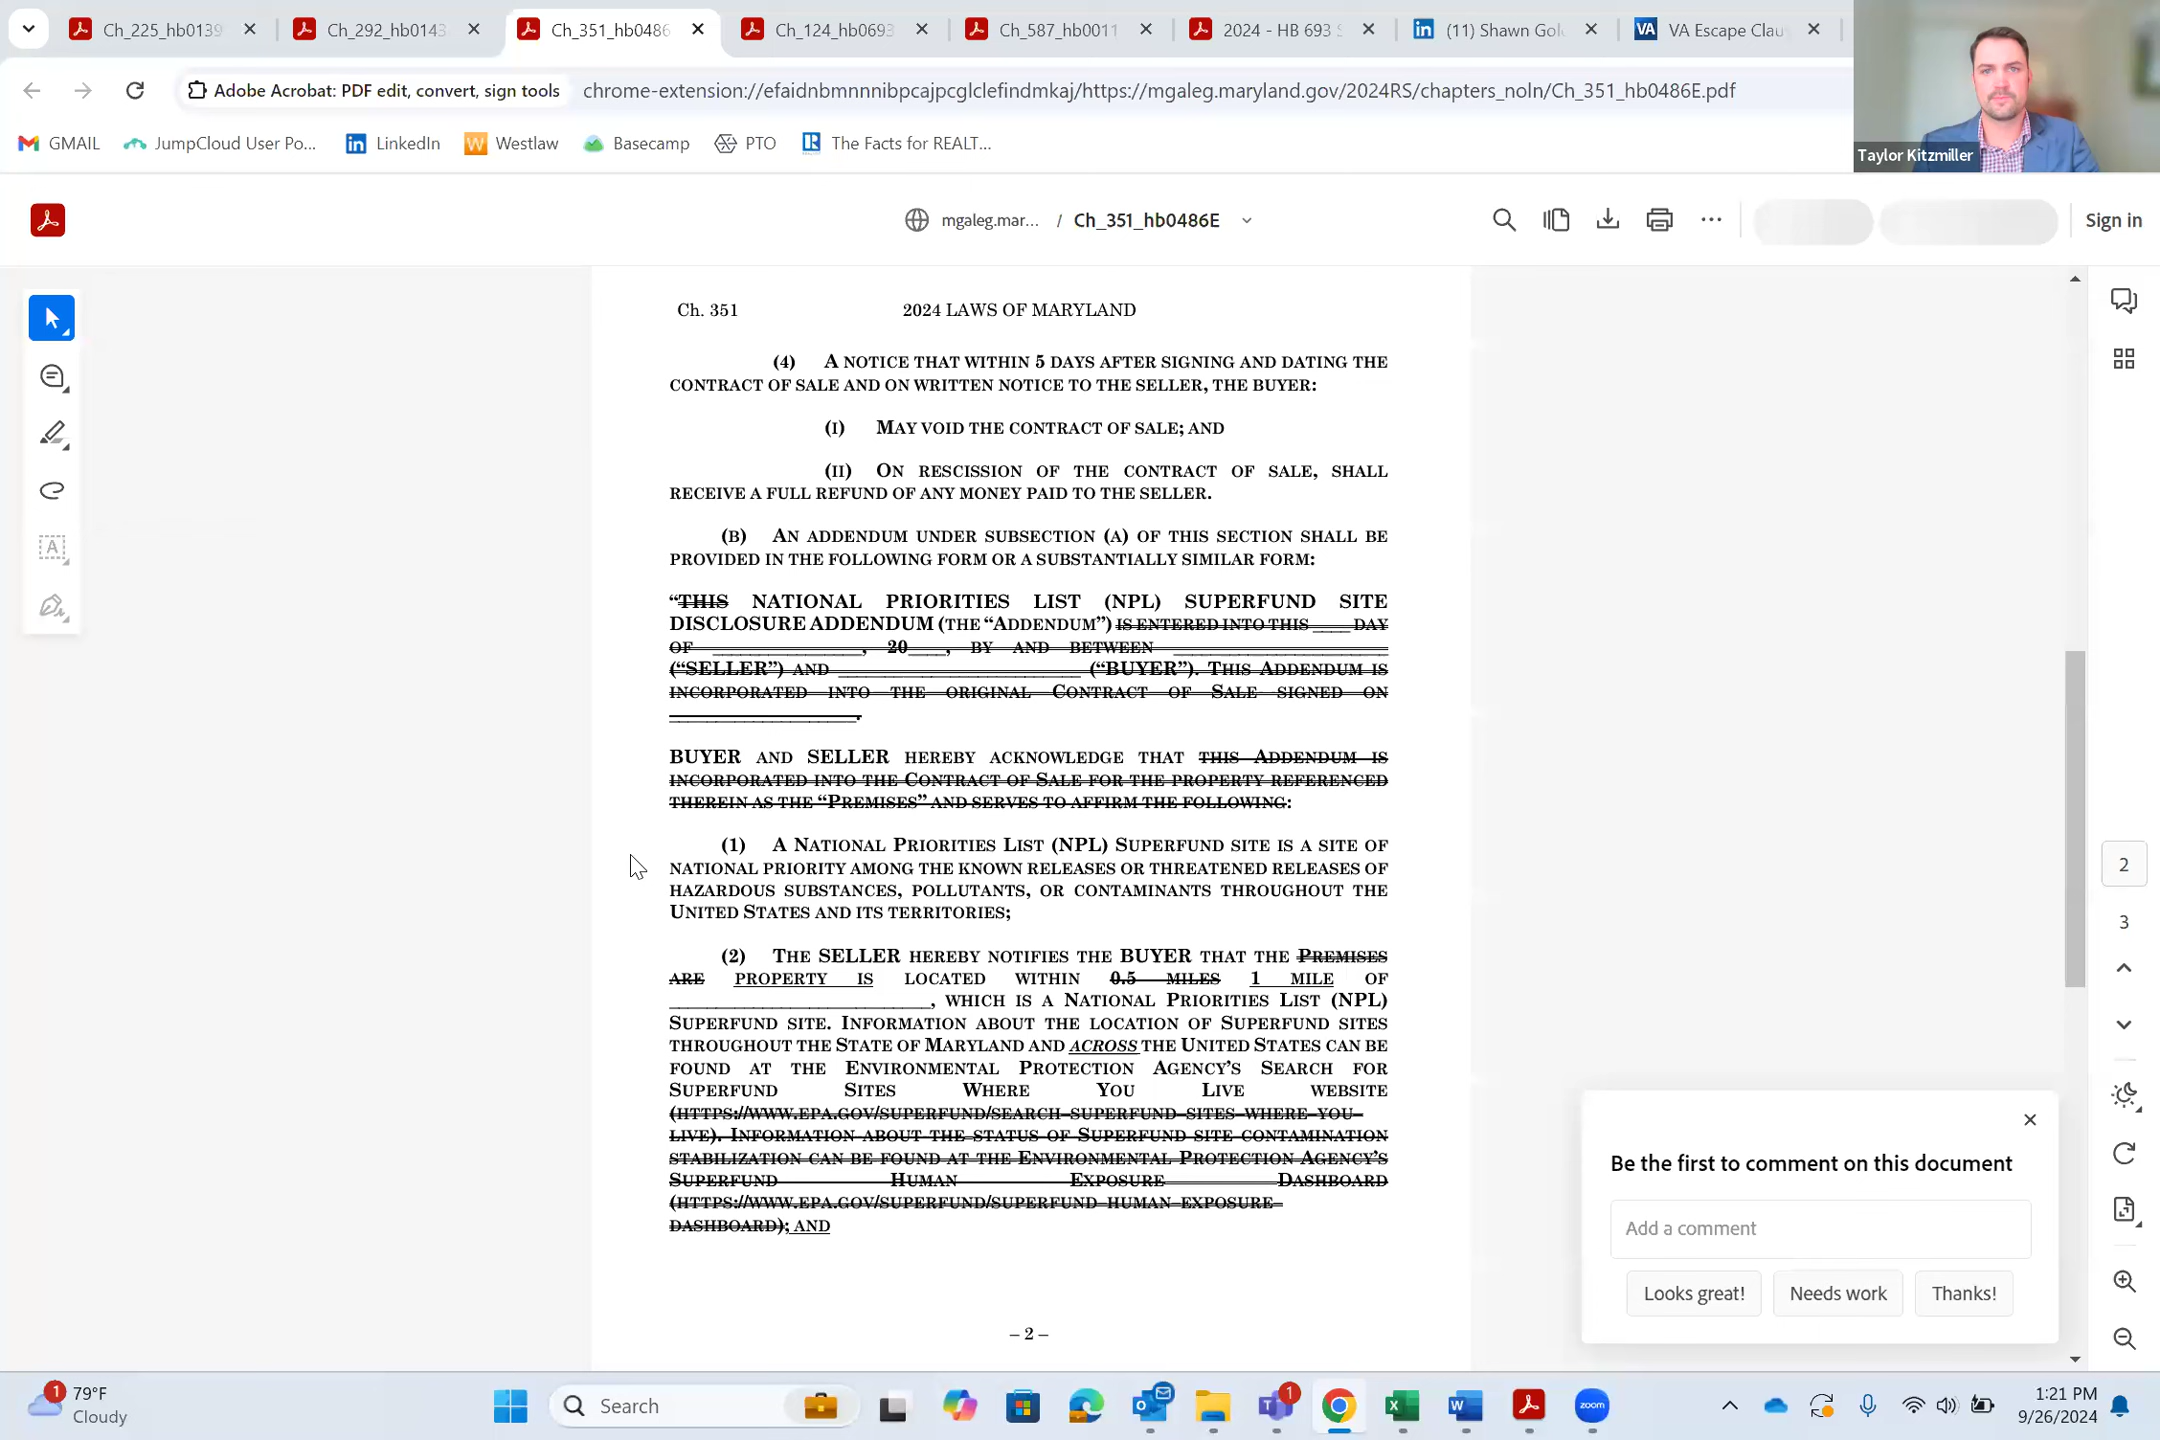 Ch_225_hb0139
Ch_292_hb0143
Ch_351_hb0486
Ch_124_hb0693
Ch_587_hb0011
2024 - HB 693 S
(11) Shawn Gol
VA Escape Clau
Adobe Acrobat: PDF edit, convert, sign tools
chrome-extension://efaidnbmnnnibpcajpcglclefindmkaj/https://mgaleg.maryland.gov/2024RS/chapters_noln/Ch_351_hb0486E.pdf
GMAIL
JumpCloud User Po...
LinkedIn
Westlaw
Basecamp
PTO
The Facts for REALT...
Taylor Kitzmiller
mgaleg.mar... / Ch_351_hb0486E
Sign in
Ch. 351 2024 LAWS OF MARYLAND
(4) A NOTICE THAT WITHIN 5 DAYS AFTER SIGNING AND DATING THE
CONTRACT OF SALE AND ON WRITTEN NOTICE TO THE SELLER, THE BUYER:
(I) MAY VOID THE CONTRACT OF SALE; AND
(II) ON RESCISSION OF THE CONTRACT OF SALE, SHALL
RECEIVE A FULL REFUND OF ANY MONEY PAID TO THE SELLER.
(B) AN ADDENDUM UNDER SUBSECTION (A) OF THIS SECTION SHALL BE
PROVIDED IN THE FOLLOWING FORM OR A SUBSTANTIALLY SIMILAR FORM:
“THIS NATIONAL PRIORITIES LIST (NPL) SUPERFUND SITE
DISCLOSURE ADDENDUM (THE “ADDENDUM”) IS ENTERED INTO THIS ____ DAY
OF ________________, 20____, BY AND BETWEEN ______________________
(“SELLER”) AND _________________________ (“BUYER”). THIS ADDENDUM IS
INCORPORATED INTO THE ORIGINAL CONTRACT OF SALE SIGNED ON
____________________.
BUYER AND SELLER HEREBY ACKNOWLEDGE THAT THIS ADDENDUM IS
INCORPORATED INTO THE CONTRACT OF SALE FOR THE PROPERTY REFERENCED
THEREIN AS THE “PREMISES” AND SERVES TO AFFIRM THE FOLLOWING:
(1) A NATIONAL PRIORITIES LIST (NPL) SUPERFUND SITE IS A SITE OF
NATIONAL PRIORITY AMONG THE KNOWN RELEASES OR THREATENED RELEASES OF
HAZARDOUS SUBSTANCES, POLLUTANTS, OR CONTAMINANTS THROUGHOUT THE
UNITED STATES AND ITS TERRITORIES;
(2) THE SELLER HEREBY NOTIFIES THE BUYER THAT THE PREMISES
ARE PROPERTY IS LOCATED WITHIN 0.5 MILES 1 MILE OF
____________________________, WHICH IS A NATIONAL PRIORITIES LIST (NPL)
SUPERFUND SITE. INFORMATION ABOUT THE LOCATION OF SUPERFUND SITES
THROUGHOUT THE STATE OF MARYLAND AND ACROSS THE UNITED STATES CAN BE
FOUND AT THE ENVIRONMENTAL PROTECTION AGENCY’S SEARCH FOR
SUPERFUND SITES WHERE YOU LIVE WEBSITE
(HTTPS://WWW.EPA.GOV/SUPERFUND/SEARCH-SUPERFUND-SITES-WHERE-YOU-
LIVE). INFORMATION ABOUT THE STATUS OF SUPERFUND SITE CONTAMINATION
STABILIZATION CAN BE FOUND AT THE ENVIRONMENTAL PROTECTION AGENCY’S
SUPERFUND HUMAN EXPOSURE DASHBOARD
(HTTPS://WWW.EPA.GOV/SUPERFUND/SUPERFUND-HUMAN-EXPOSURE-
DASHBOARD); AND
– 2 –
2
3
Be the first to comment on this document
Add a comment
Looks great!
Needs work
Thanks!
1
79°F
Cloudy
Search
1
zoom
1:21 PM
9/26/2024